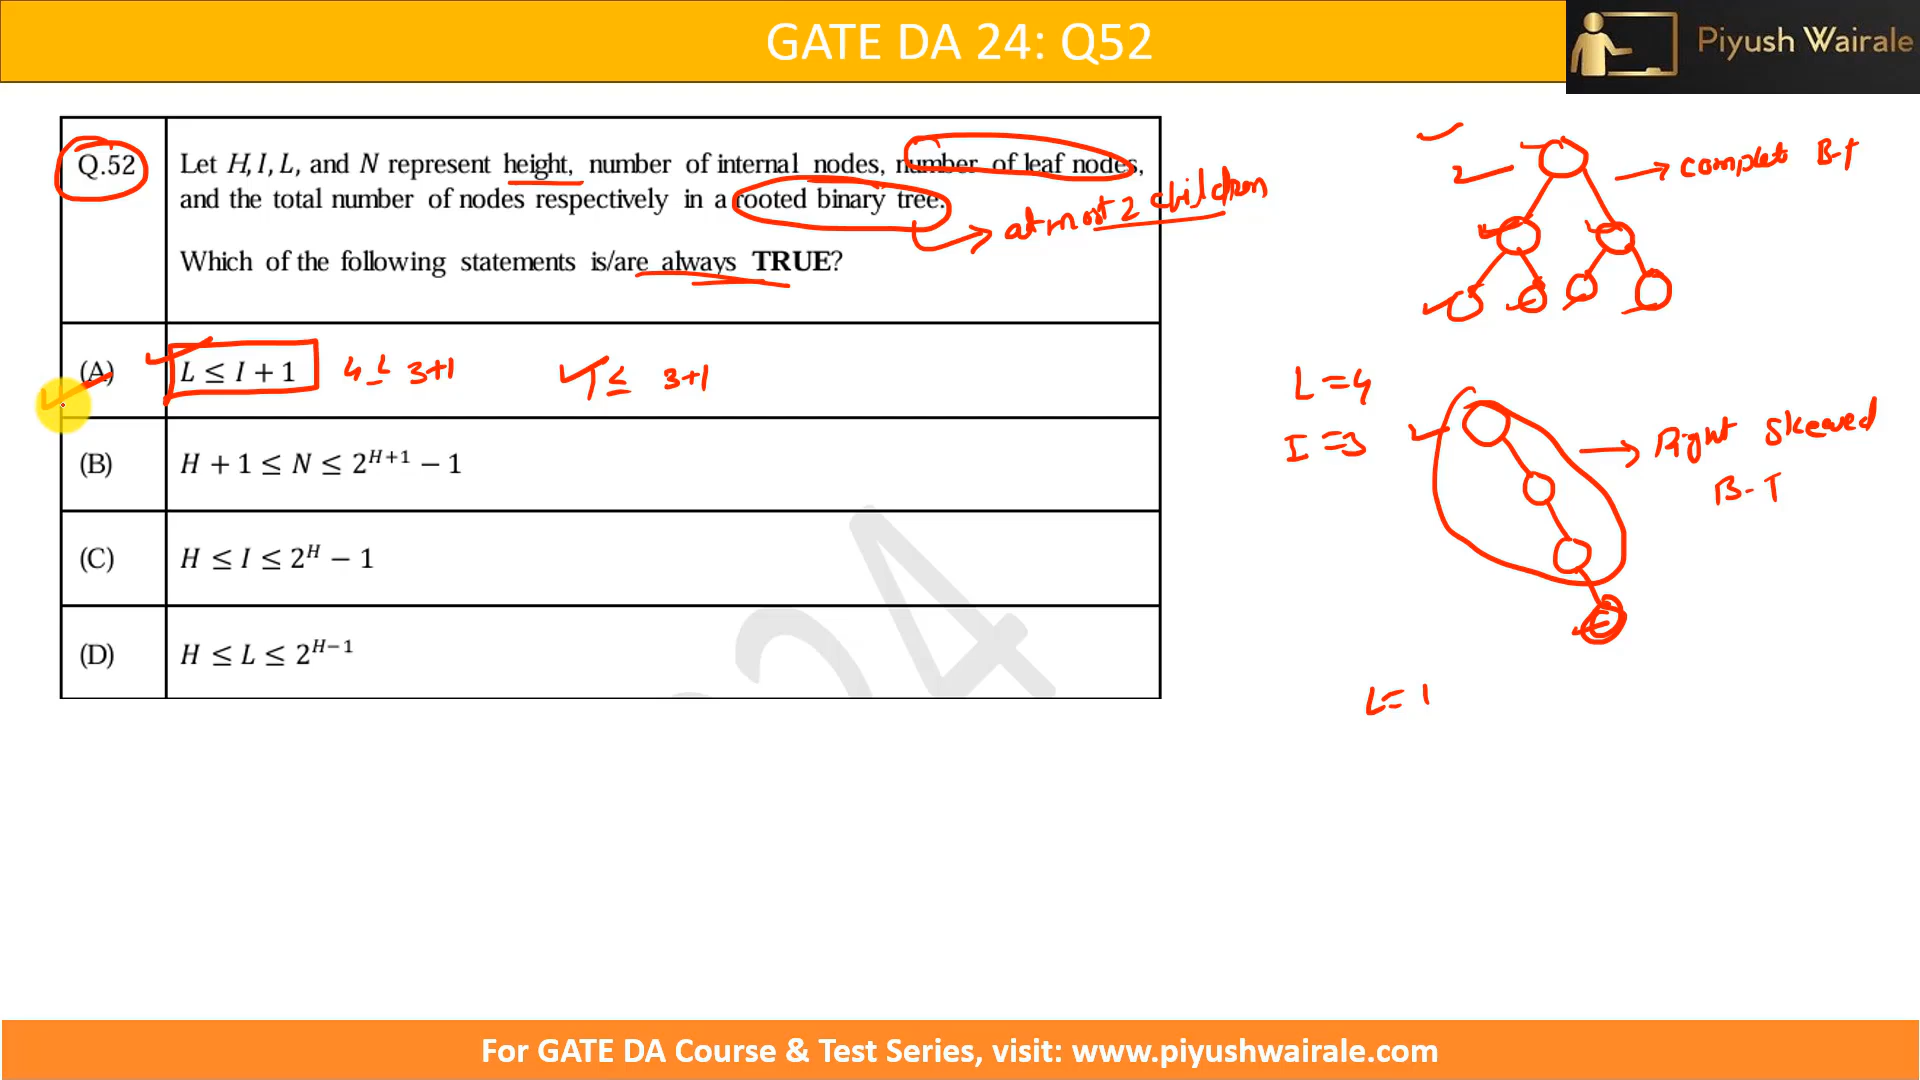 GATE DA 24: Q52
Piyush Wairale
Q.52
Let H, I, L, and N represent height, number of internal nodes, number of leaf nodes,
and the total number of nodes respectively in a rooted binary tree.
Which of the following statements is/are always TRUE?
at most 2 children
(A) L ≤ I + 1
4 ≤ 3+1
1 ≤ 3+1
(B) H + 1 ≤ N ≤ 2^{H+1} − 1
(C) H ≤ I ≤ 2^H − 1
(D) H ≤ L ≤ 2^{H−1}
complet B-T
L=4
I=3
Right Skewed
B-T
L=1
24
For GATE DA Course & Test Series, visit: www.piyushwairale.com